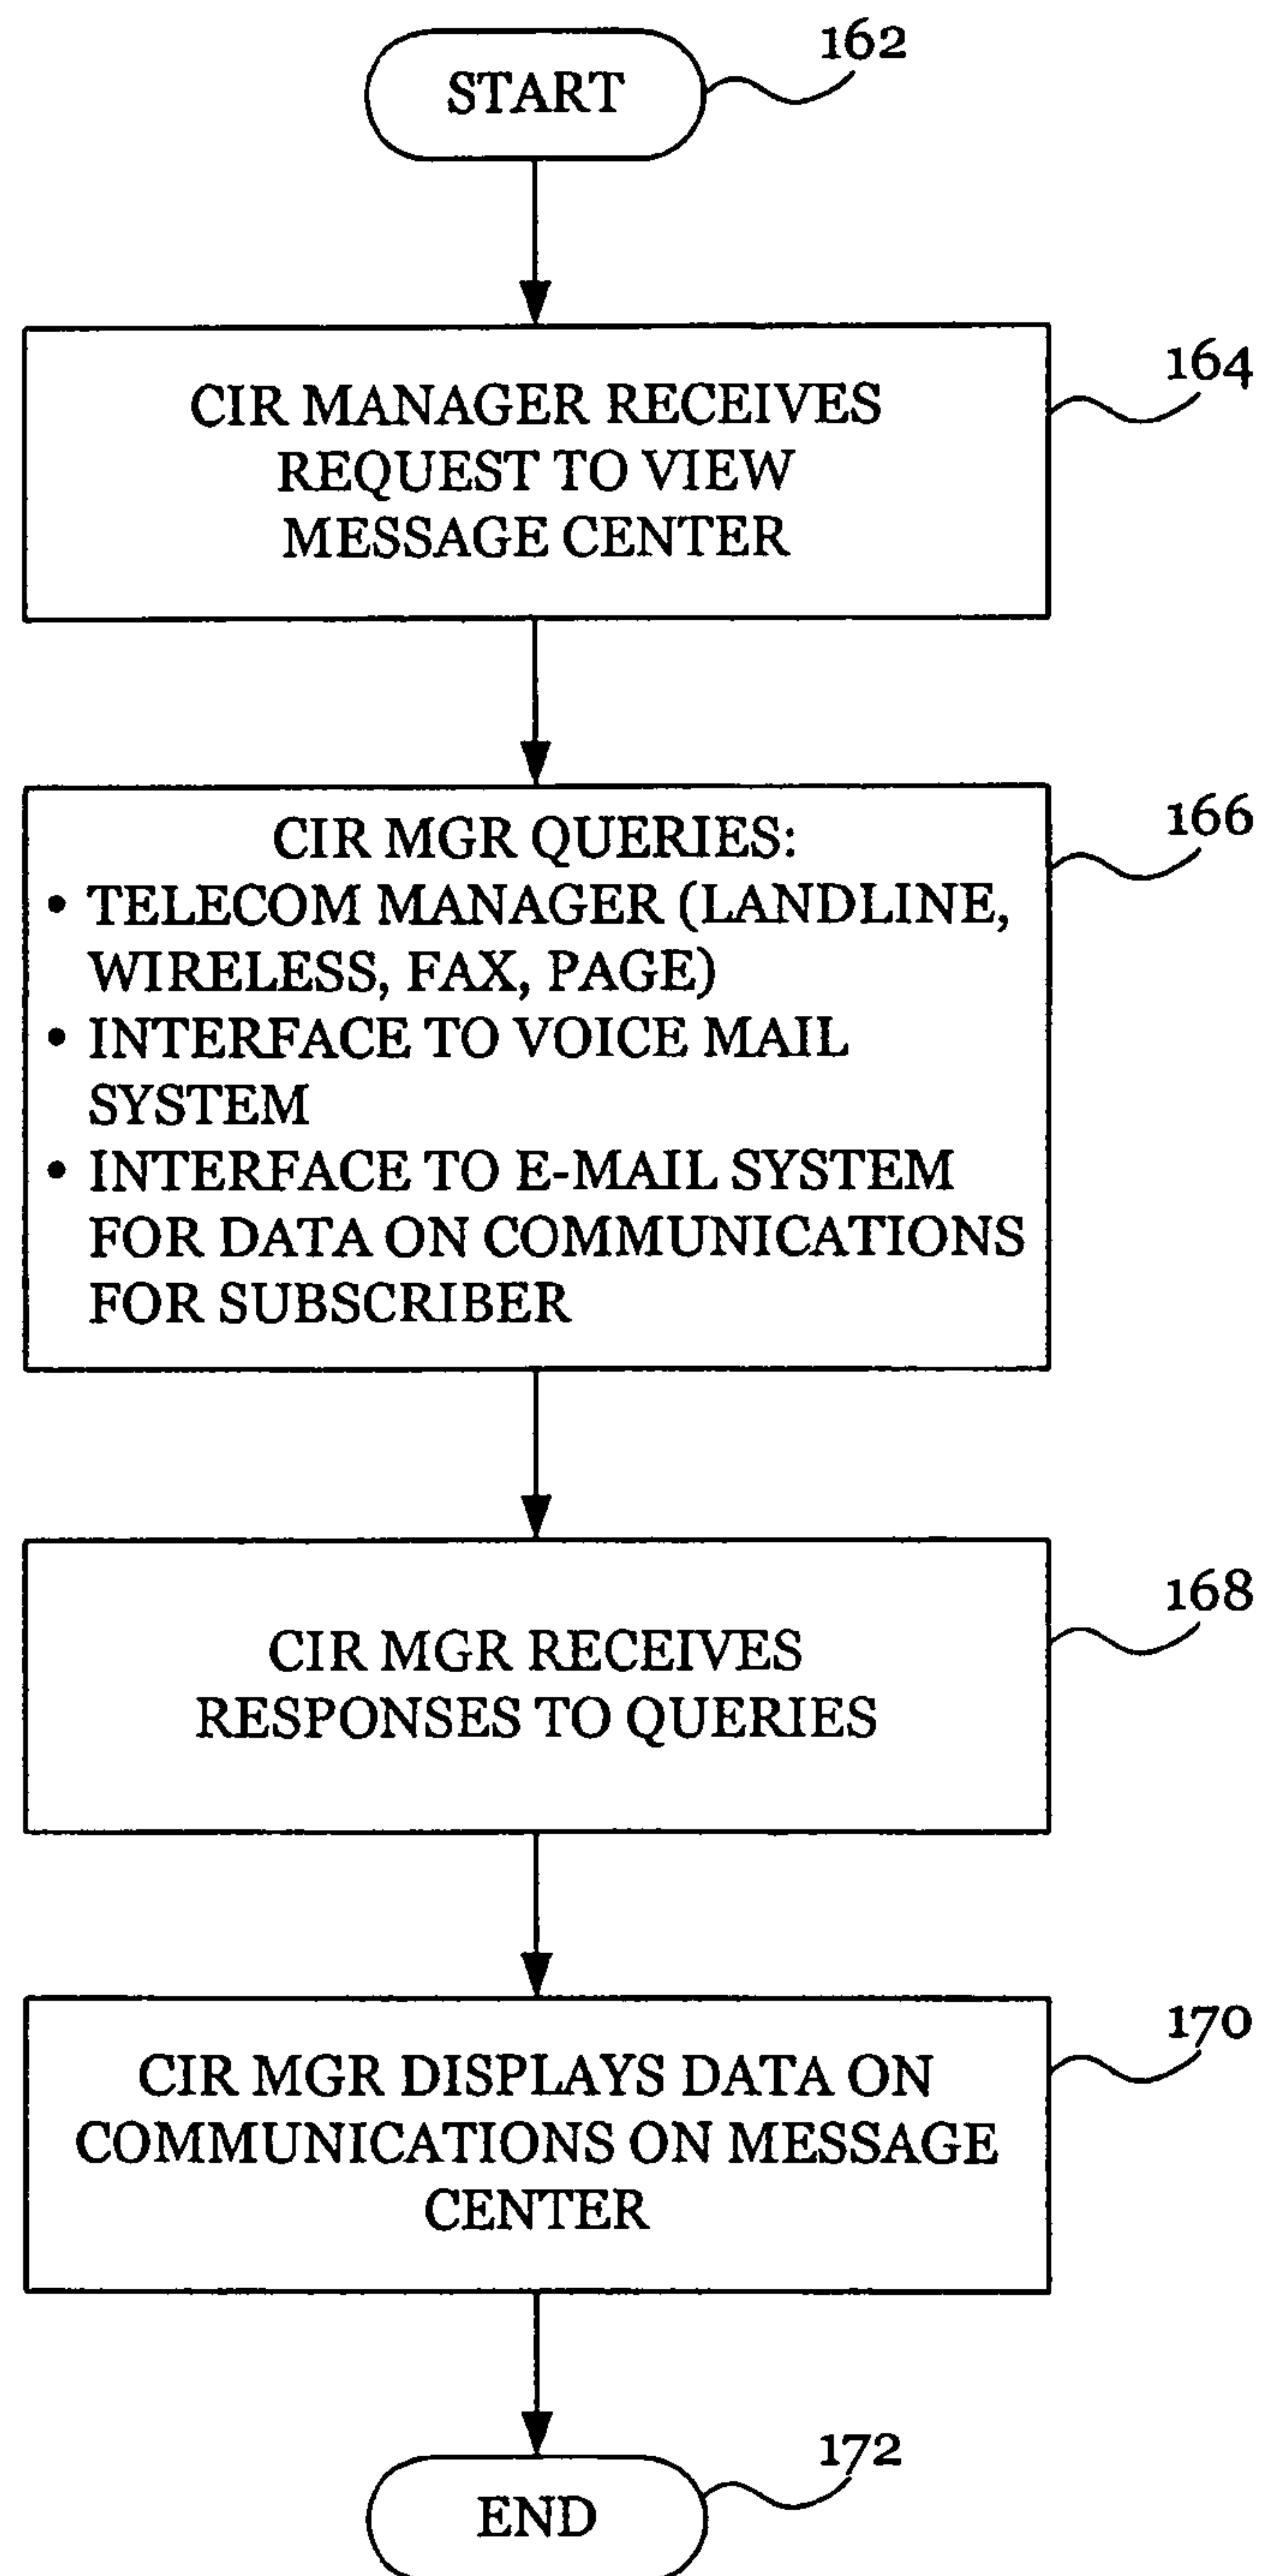 START
162
CIR MANAGER RECEIVES
REQUEST TO VIEW
MESSAGE CENTER
164
CIR MGR QUERIES:
• TELECOM MANAGER (LANDLINE,
WIRELESS, FAX, PAGE)
• INTERFACE TO VOICE MAIL
SYSTEM
• INTERFACE TO E-MAIL SYSTEM
FOR DATA ON COMMUNICATIONS
FOR SUBSCRIBER
166
CIR MGR RECEIVES
RESPONSES TO QUERIES
168
CIR MGR DISPLAYS DATA ON
COMMUNICATIONS ON MESSAGE
CENTER
170
END
172